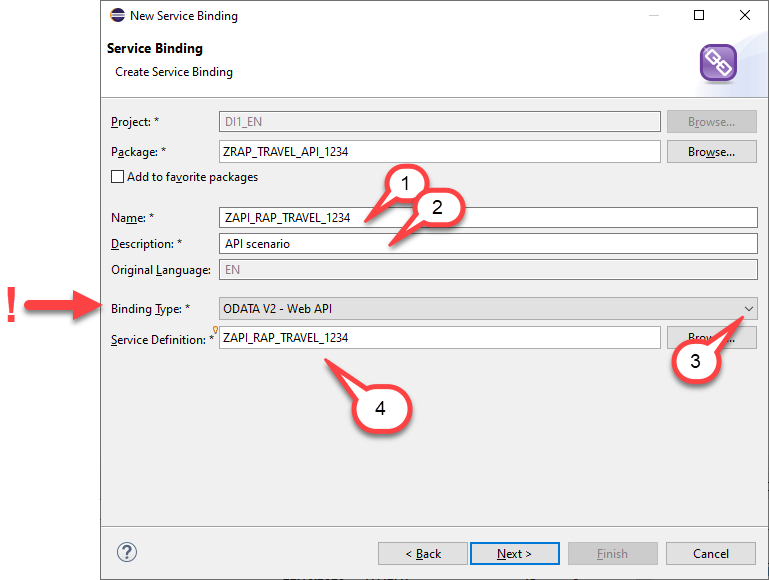 New Service Binding
Service Binding
Create Service Binding
Project: * DI1_EN Browse...
Package: * ZRAP_TRAVEL_API_1234 Browse...
Add to favorite packages
1
2
Name: * ZAPI_RAP_TRAVEL_1234
Description: * API scenario
Original Language: EN
! Binding Type: * ODATA V2 - Web API
Service Definition: * ZAPI_RAP_TRAVEL_1234
3
4
? < Back Next > Finish Cancel